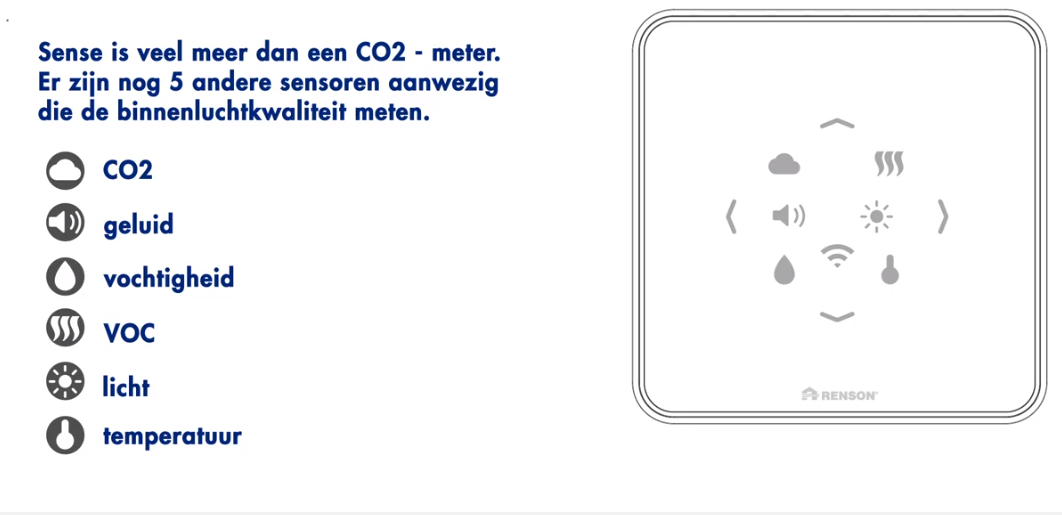 Sense is veel meer dan een CO2 - meter.
Er zijn nog 5 andere sensoren aanwezig
die de binnenluchtkwaliteit meten.
CO2
geluid
vochtigheid
VOC
licht
temperatuur
RENSON